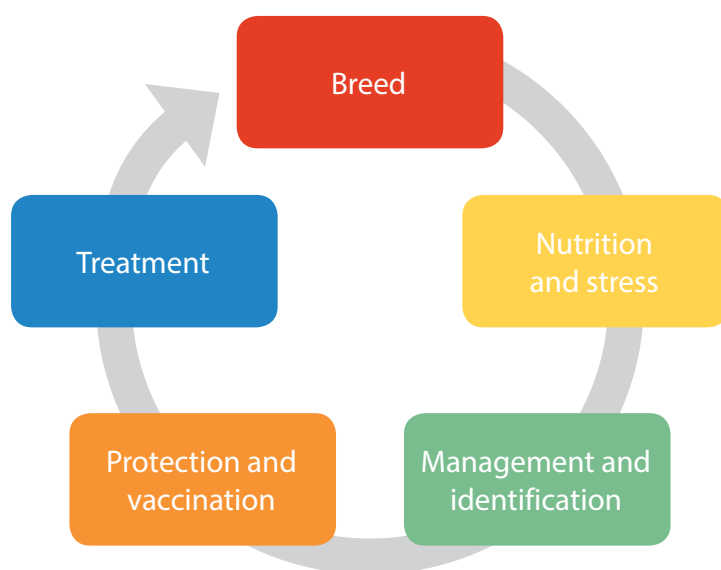 Breed
Nutrition
and stress
Management and
identification
Protection and
vaccination
Treatment